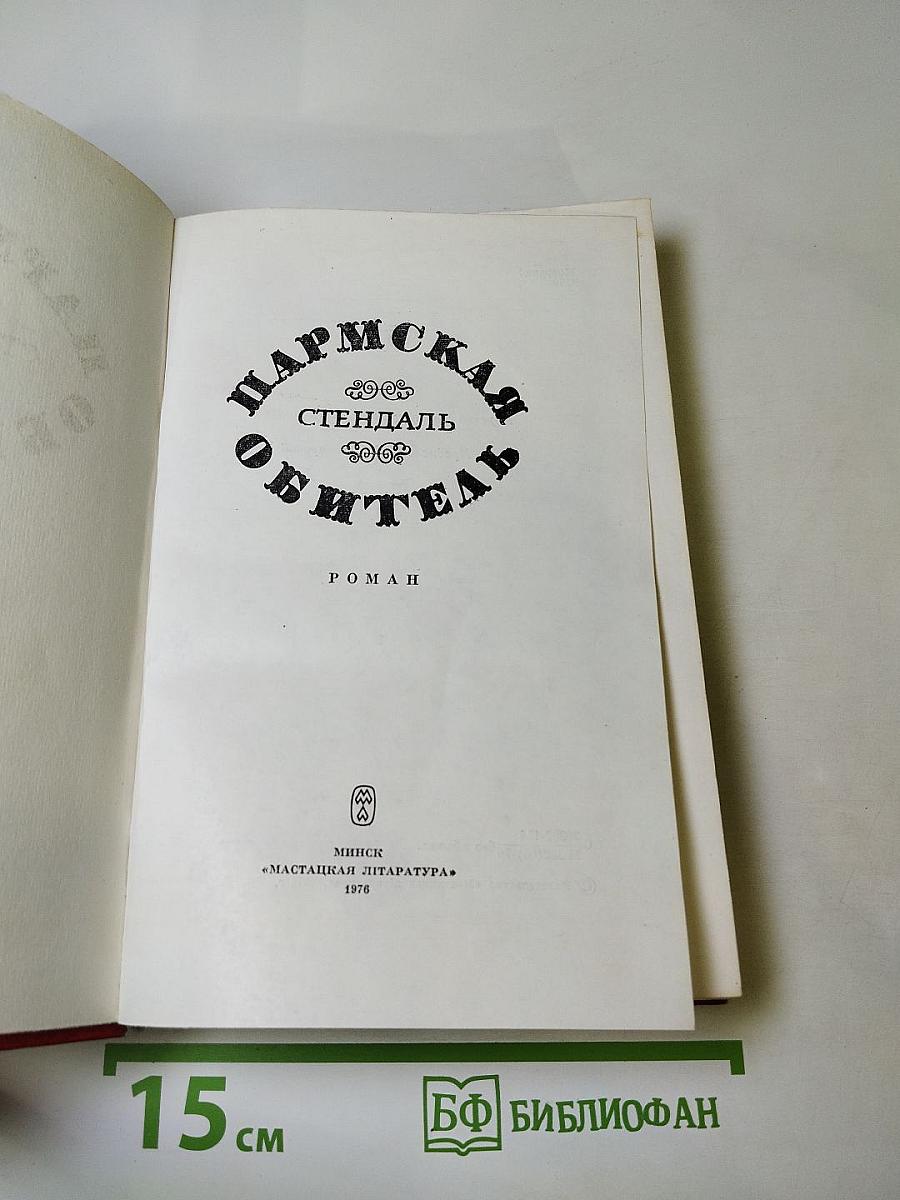 ПАРМСКАЯ
СТЕНДАЛЬ
ОБИТЕЛЬ
РОМАН
МИНСК
«МАСТАЦКАЯ ЛІТАРАТУРА»
1976
15 см
БФ БИБЛИОФАН